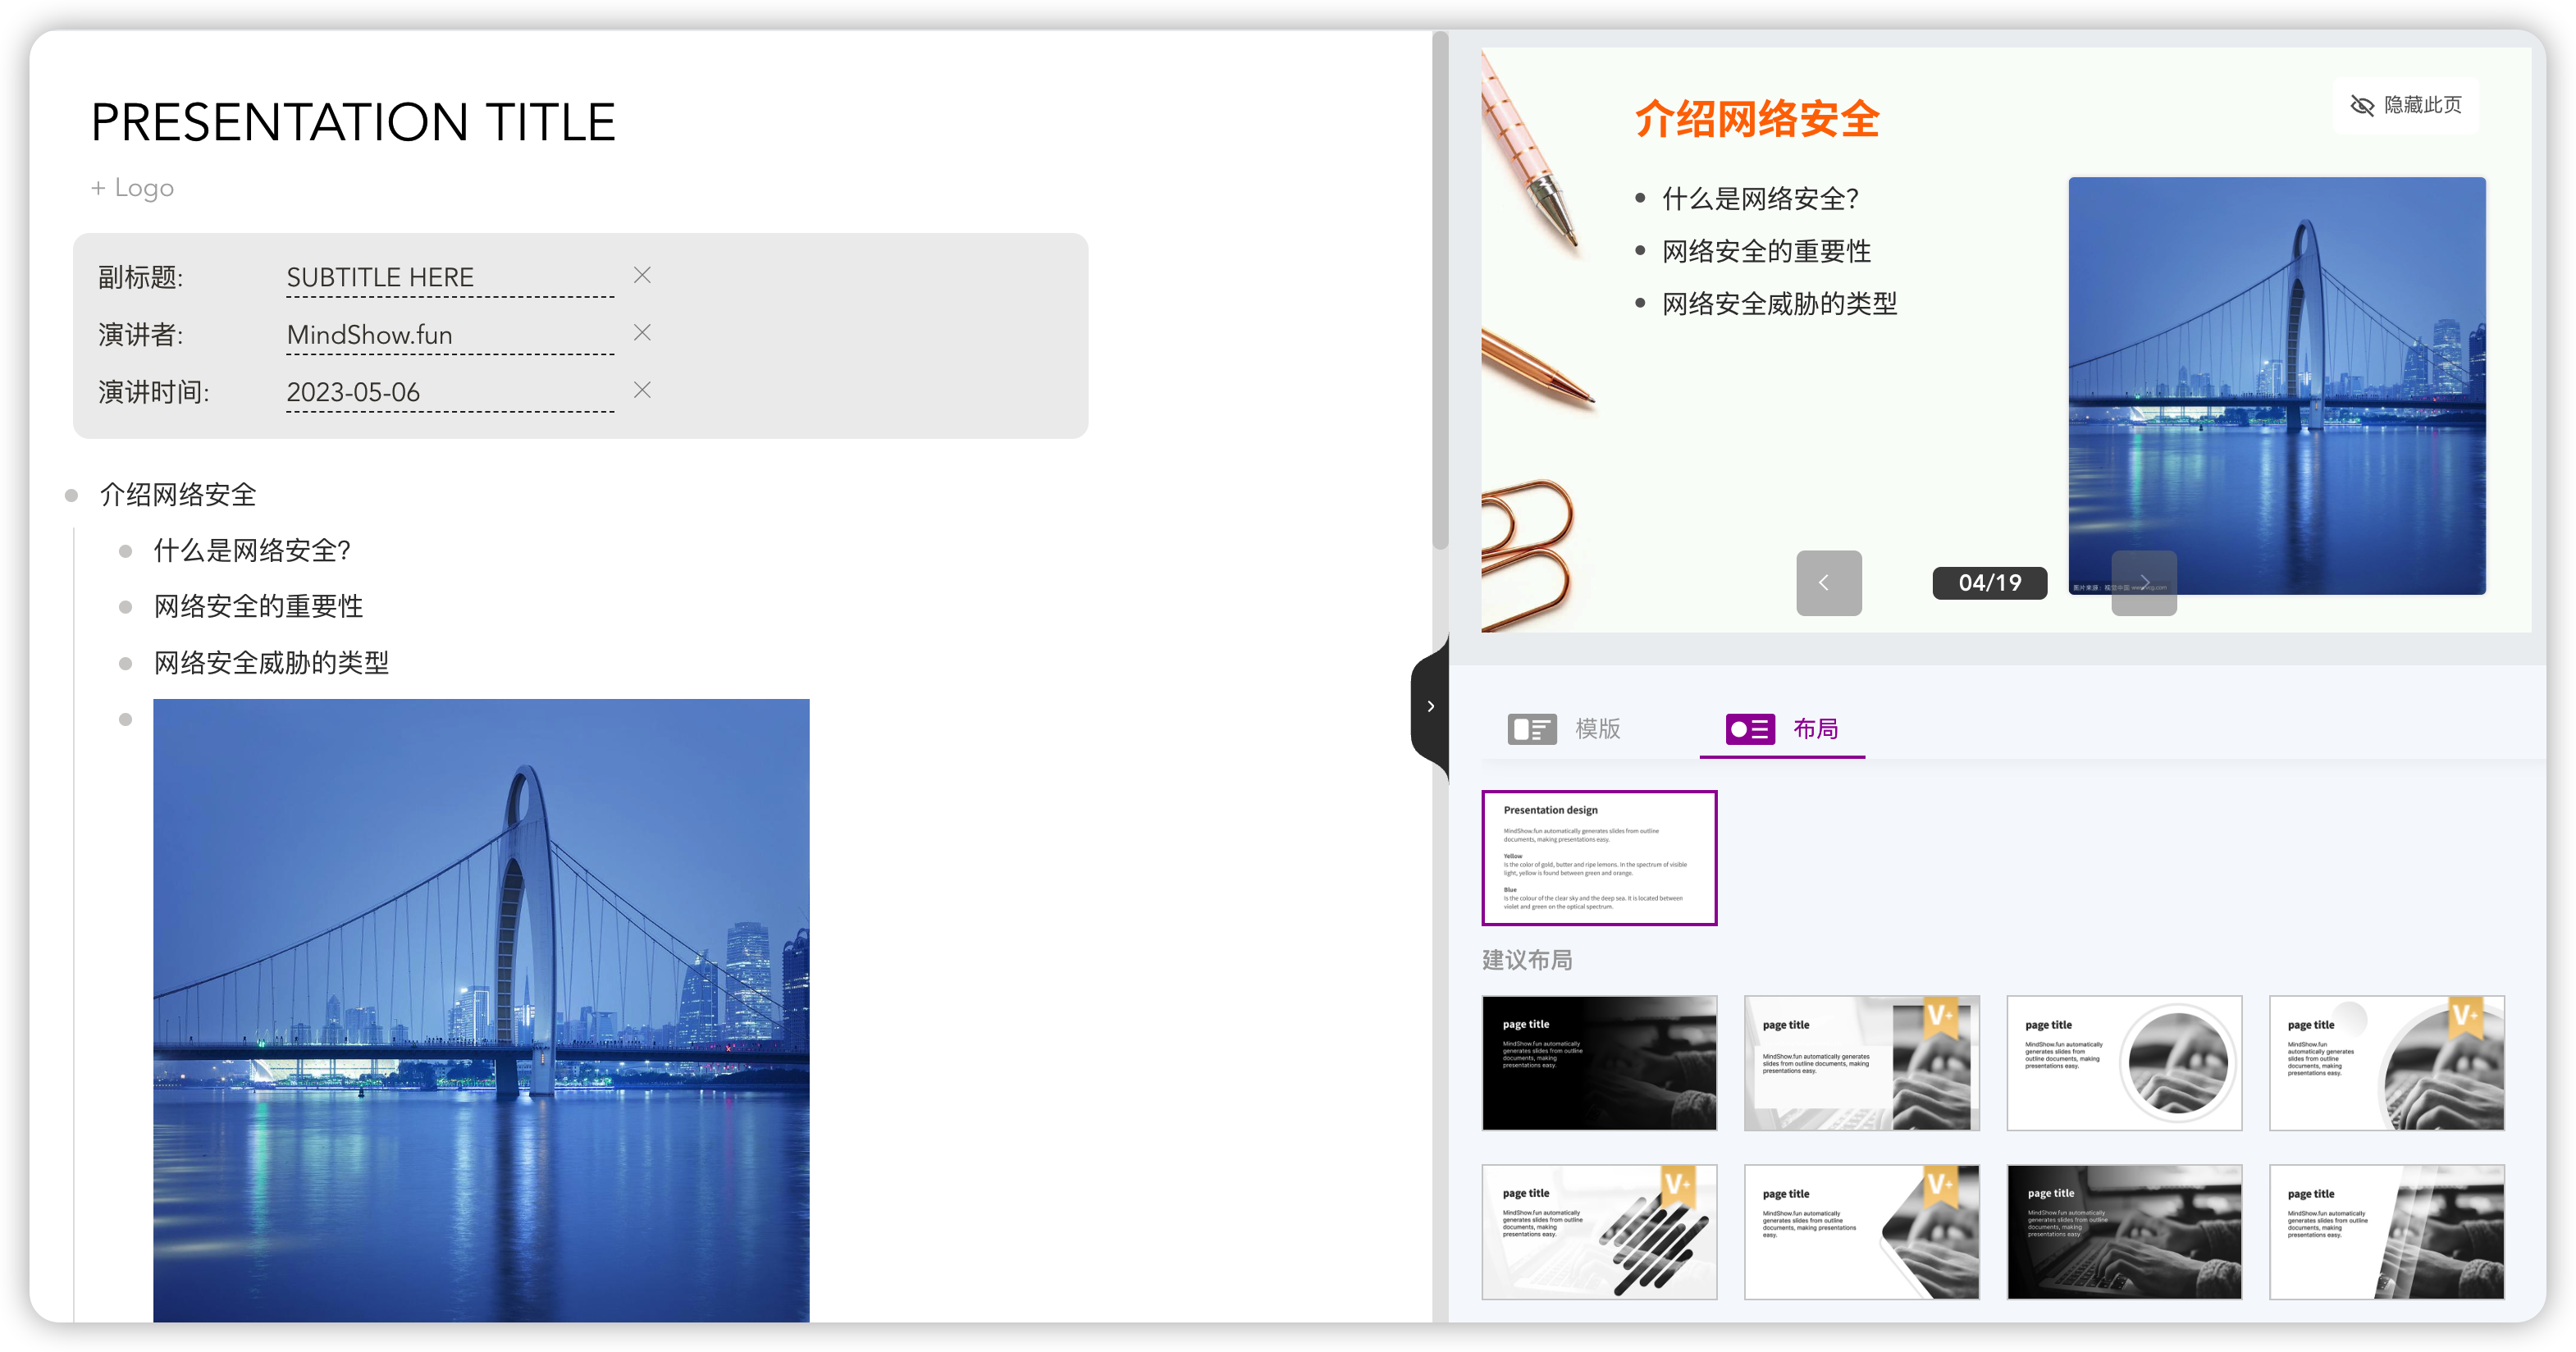 PRESENTATION TITLE
+ Logo
副标题: SUBTITLE HERE
演讲者: MindShow.fun
演讲时间: 2023-05-06
介绍网络安全
什么是网络安全?
网络安全的重要性
网络安全威胁的类型
介绍网络安全
隐藏此页
什么是网络安全?
网络安全的重要性
网络安全威胁的类型
04/19
模版
布局
Presentation design
MindShow.fun automatically generates slides from outline
documents, making presentations easy.
Yellow
Is the color of gold, butter and ripe lemons. In the spectrum of visible
light, yellow is found between green and orange.
Blue
Is the colour of the clear sky and the deep sea. It is located between
violet and green on the optical spectrum.
建议布局
page title
MindShow.fun automatically
generates slides from outline
documents, making
presentations easy.
V+
page title
MindShow.fun automatically generates
slides from outline documents, making
presentations easy.
page title
MindShow.fun automatically
generates slides from
outline documents, making
presentations easy.
V+
page title
MindShow.fun
automatically generates
slides from outline
documents, making
presentations easy.
V+
page title
MindShow.fun automatically
generates slides from outline
documents, making
presentations easy.
V+
page title
MindShow.fun automatically
generates slides from outline
documents, making presentations
easy.
page title
MindShow.fun automatically
generates slides from outline
documents, making
presentations easy.
page title
MindShow.fun automatically
generates slides from outline
documents, making
presentations easy.